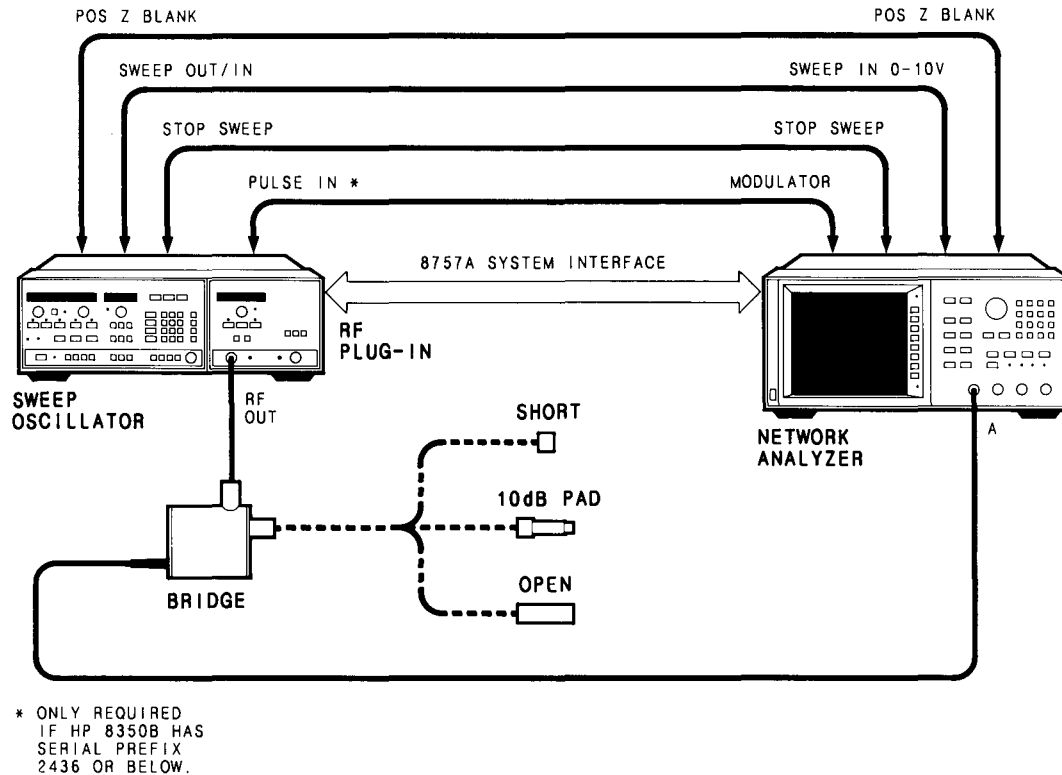 POS Z BLANK
POS Z BLANK
SWEEP OUT/IN
SWEEP IN 0-10V
STOP SWEEP
STOP SWEEP
PULSE IN *
MODULATOR
8757A SYSTEM INTERFACE
RF
PLUG-IN
SWEEP
OSCILLATOR
RF
OUT
SHORT
A
NETWORK
ANALYZER
10dB PAD
OPEN
BRIDGE
* ONLY REQUIRED
IF HP 8350B HAS
SERIAL PREFIX
2436 OR BELOW.